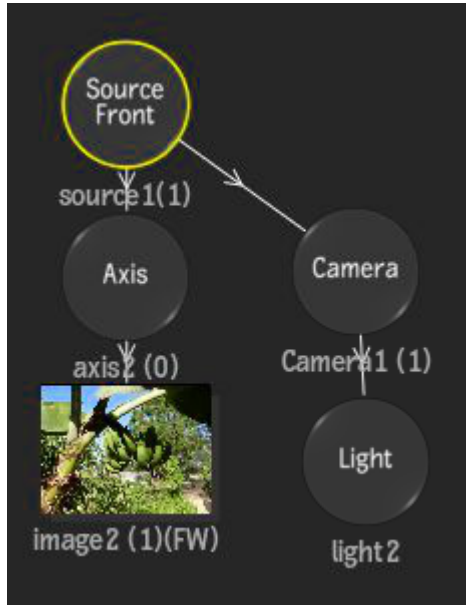 Source
Front
source1(1)
Axis
Camera
axis2 (0)
Camera1 (1)
Light
image2 (1)(FW)
light2